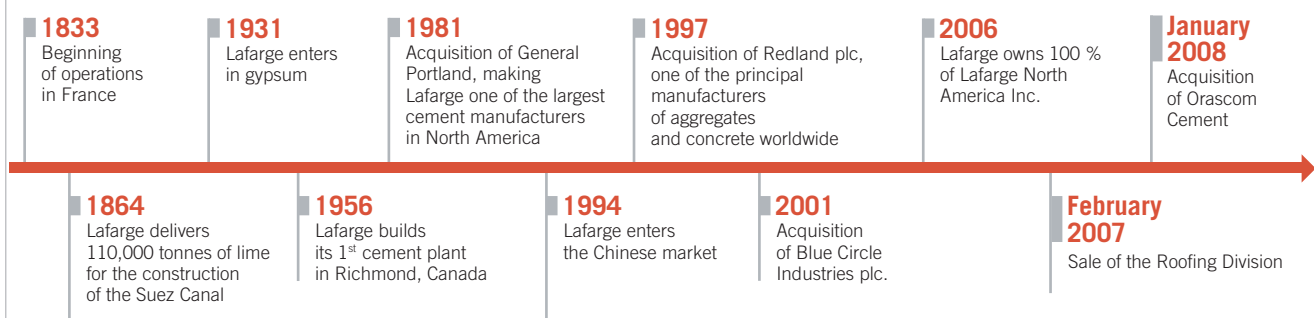 1833
Beginning
of operations
in France
1931
Lafarge enters
in gypsum
1981
Acquisition of General
Portland, making
Lafarge one of the largest
cement manufacturers
in North America
1997
Acquisition of Redland plc,
one of the principal
manufacturers
of aggregates
and concrete worldwide
2006
Lafarge owns 100 %
of Lafarge North
America Inc.
January
2008
Acquisition
of Orascom
Cement
1864
Lafarge delivers
110,000 tonnes of lime
for the construction
of the Suez Canal
1956
Lafarge builds
its 1st cement plant
in Richmond, Canada
1994
Lafarge enters
the Chinese market
2001
Acquisition
of Blue Circle
Industries plc.
February
2007
Sale of the Roofing Division